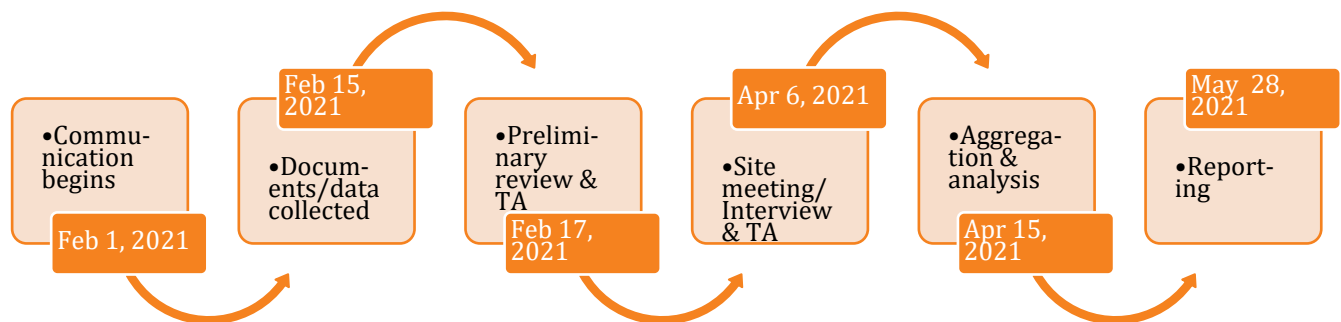 •Commu-
nication
begins
Feb 1, 2021
Feb 15,
2021
•Docum-
ents/data
collected
•Prelimi-
nary
review &
TA
Feb 17,
2021
Apr 6, 2021
•Site
meeting/
Interview
& TA
•Aggrega-
tion &
analysis
Apr 15,
2021
May  28,
2021
•Report-
ing